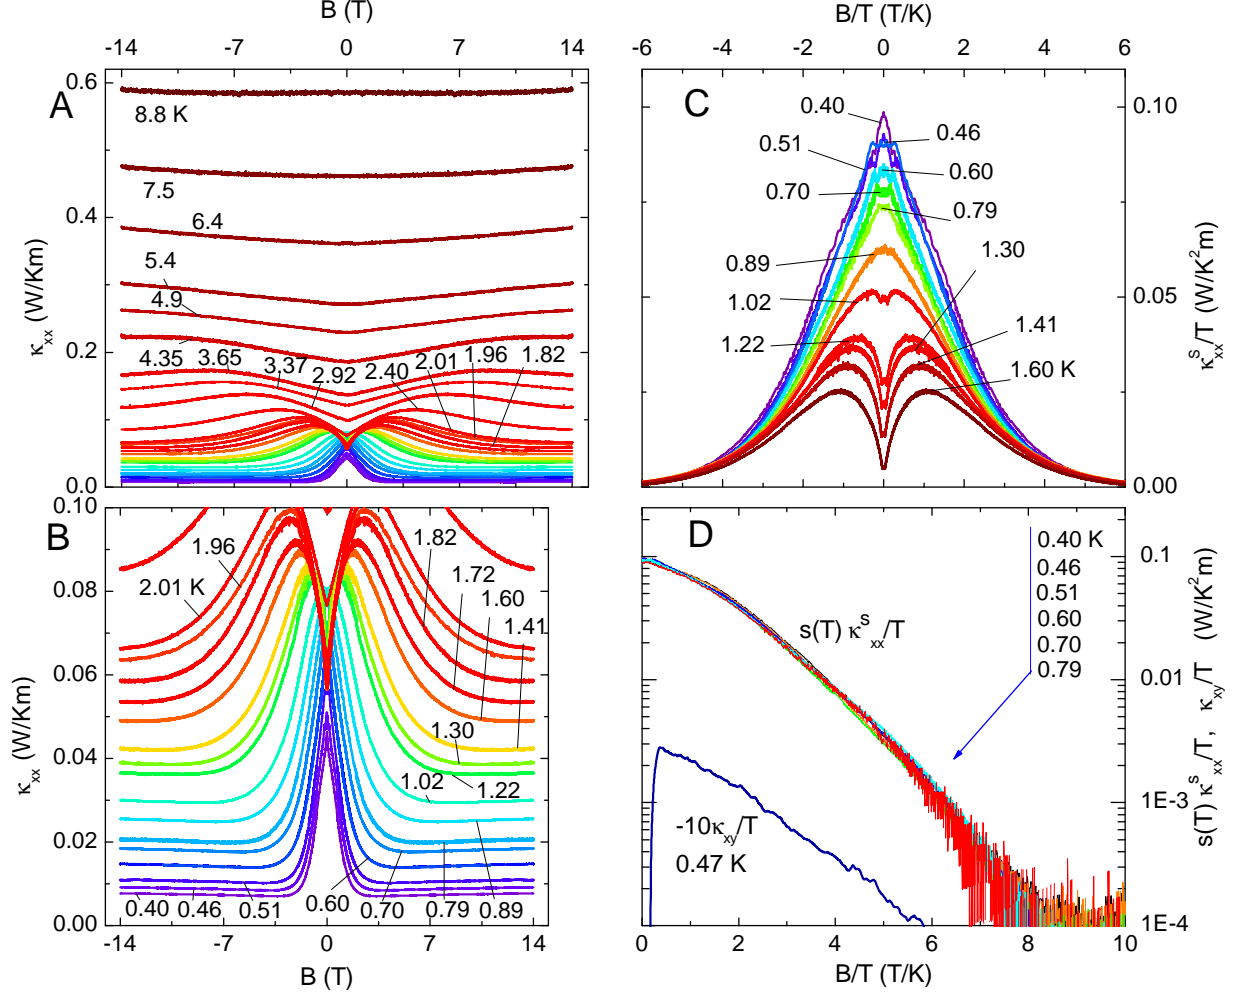 B (T)
-14 -7 0 7 14
A
0.6
0.4
0.2
0.0
κxx (W/Km)
8.8 K
7.5
6.4
5.4
4.9
4.35 3.65 3.37 2.92 2.40 2.01 1.96 1.82
B/T (T/K)
-6 -4 -2 0 2 4 6
C
0.10
0.05
0.00
κ^s_xx/T (W/K²m)
0.40
0.46
0.51
0.60
0.70
0.79
0.89
1.30
1.02
1.41
1.22
1.60 K
B
0.10
0.08
0.06
0.04
0.02
0.00
κxx (W/Km)
1.96
1.82
2.01 K
1.72
1.60
1.41
1.30
1.02
1.22
0.40 0.46 0.51 0.60 0.70 0.79 0.89
-14 -7 0 7 14
B (T)
D
0.40 K
0.46
0.51
0.60
0.70
0.79
s(T) κ^s_xx/T
-10κxy/T
0.47 K
0.1
0.01
1E-3
1E-4
s(T) κ^s_xx/T, κxy/T (W/K²m)
0 2 4 6 8 10
B/T (T/K)